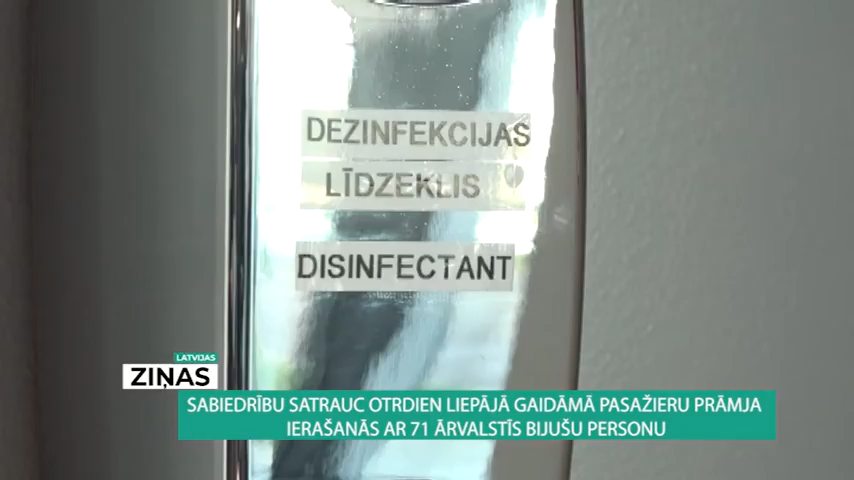 DEZINFEKCIJAS
LĪDZEKLIS
DISINFECTANT
LATVIJAS
ZIŅAS
SABIEDRĪBU SATRAUC OTRDIEN LIEPĀJĀ GAIDĀMĀ PASAŽIERU PRĀMJA
IERAŠANĀS AR 71 ĀRVALSTĪS BIJUŠU PERSONU